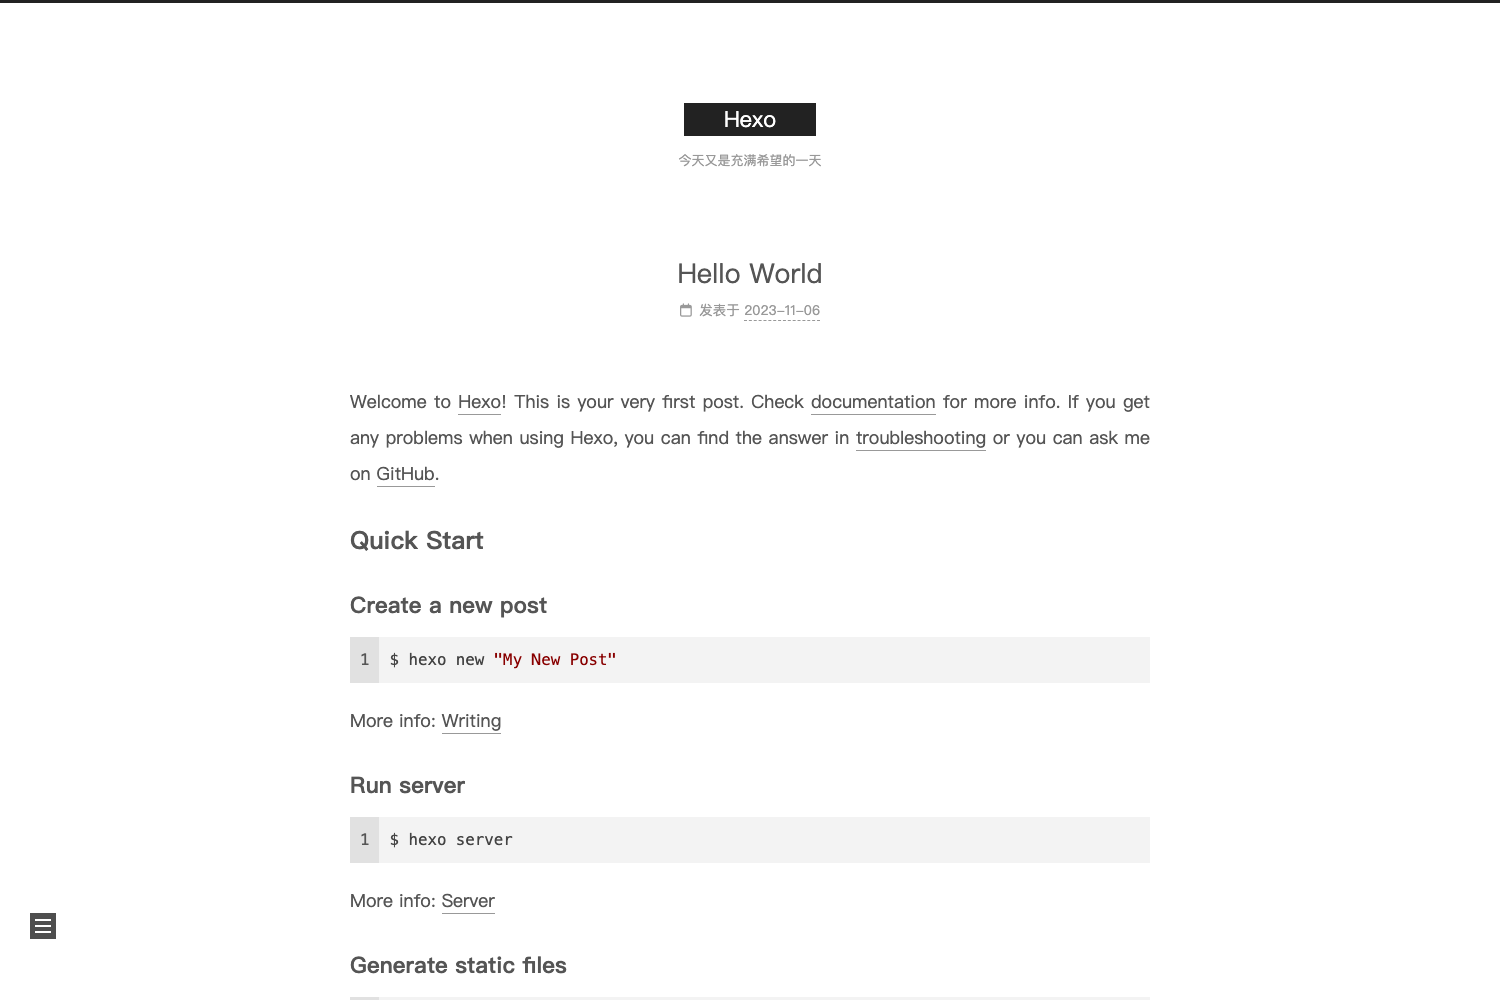 Hexo
今天又是充满希望的一天
Hello World
发表于 2023-11-06
Welcome to Hexo! This is your very first post. Check documentation for more info. If you get
any problems when using Hexo, you can find the answer in troubleshooting or you can ask me
on GitHub.
Quick Start
Create a new post
1 $ hexo new "My New Post"
More info: Writing
Run server
1 $ hexo server
More info: Server
Generate static files